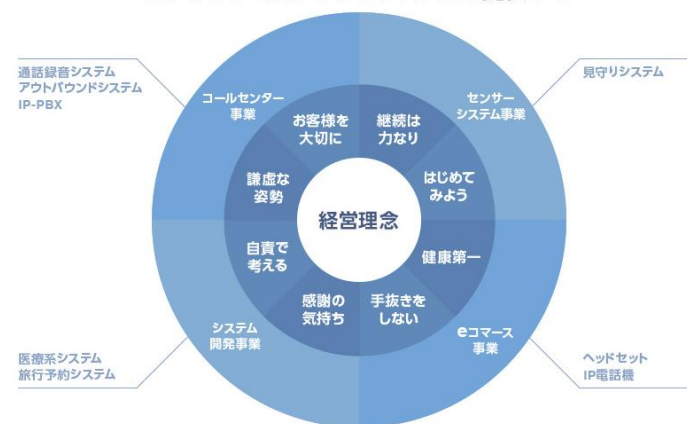 通話録音システム
アウトバウンドシステム
IP-PBX
コールセンター
事業
センサー
システム事業
見守りシステム
お客様を
大切に
継続は
力なり
謙虚な
姿勢
はじめて
みよう
経営理念
自責で
考える
健康第一
感謝の
気持ち
手抜きを
しない
システム
開発事業
eコマース
事業
医療系システム
旅行予約システム
ヘッドセット
IP電話機